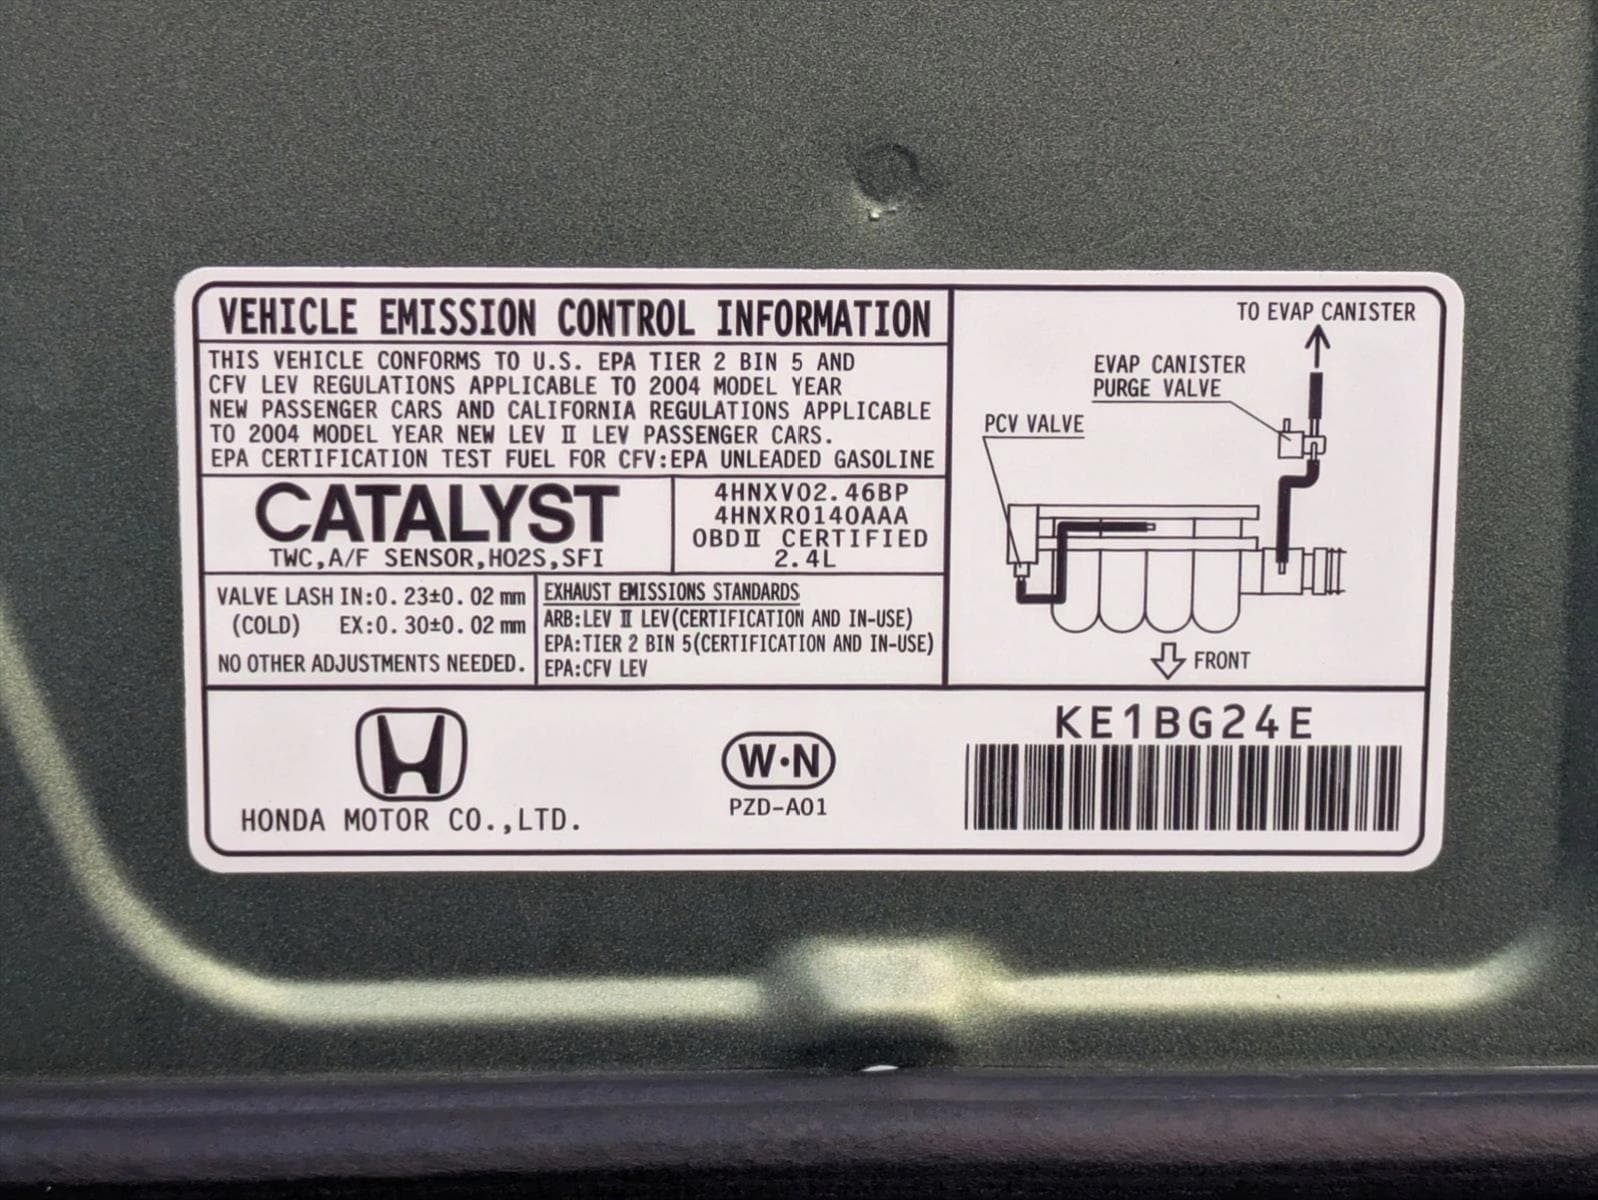 VEHICLE EMISSION CONTROL INFORMATION
THIS VEHICLE CONFORMS TO U.S. EPA TIER 2 BIN 5 AND
CFV LEV REGULATIONS APPLICABLE TO 2004 MODEL YEAR
NEW PASSENGER CARS AND CALIFORNIA REGULATIONS APPLICABLE
TO 2004 MODEL YEAR NEW LEV II LEV PASSENGER CARS.
EPA CERTIFICATION TEST FUEL FOR CFV:EPA UNLEADED GASOLINE
CATALYST
TWC,A/F SENSOR,HO2S,SFI
4HNXV02.46BP
4HNXR0140AAA
OBDII CERTIFIED
2.4L
VALVE LASH IN:0.23±0.02 mm
(COLD) EX:0.30±0.02 mm
NO OTHER ADJUSTMENTS NEEDED.
EXHAUST EMISSIONS STANDARDS
ARB:LEV II LEV(CERTIFICATION AND IN-USE)
EPA:TIER 2 BIN 5(CERTIFICATION AND IN-USE)
EPA:CFV LEV
TO EVAP CANISTER
EVAP CANISTER
PURGE VALVE
PCV VALVE
FRONT
HONDA MOTOR CO.,LTD.
W·N
PZD-A01
KE1BG24E